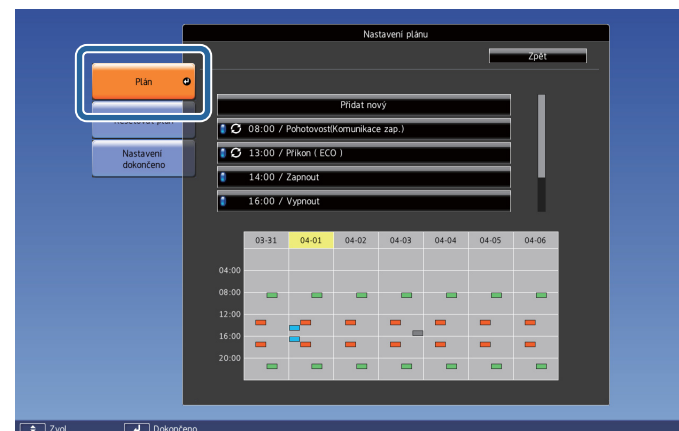 Nastavení plánu
Zpět
Plán
Resetovat plán
Nastavení
dokončeno
Přidat nový
08:00 / Pohotovost(Komunikace zap.)
13:00 / Příkon ( ECO )
14:00 / Zapnout
16:00 / Vypnout
03-31 04-01 04-02 04-03 04-04 04-05 04-06
04:00
08:00
12:00
16:00
20:00
Zvol Dokončeno